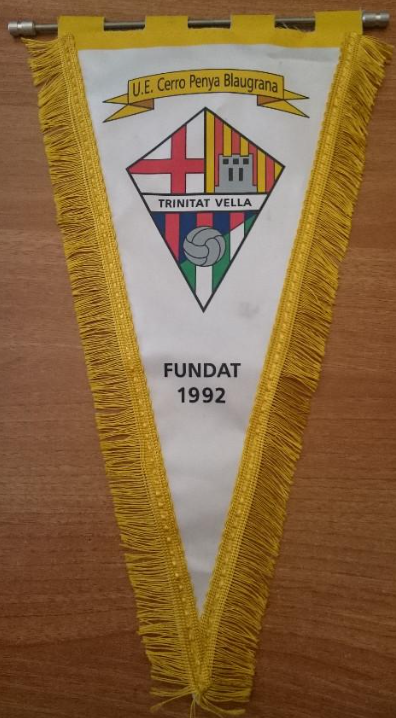 U.E. Cerro Penya Blaugrana
TRINITAT VELLA
FUNDAT
1992